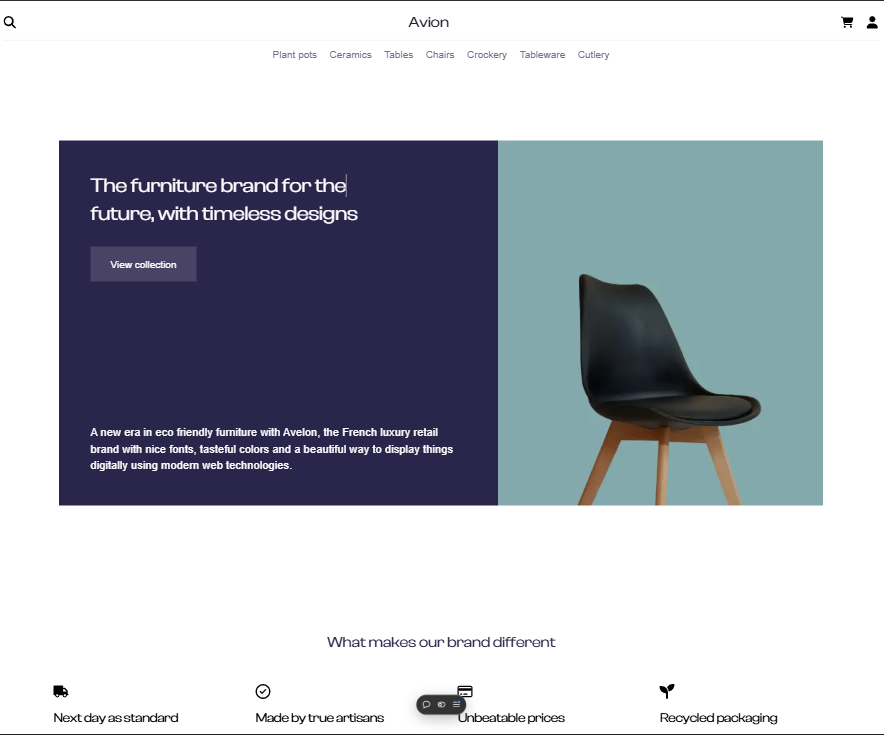 Avion
Plant pots Ceramics Tables Chairs Crockery Tableware Cutlery
The furniture brand for the
future, with timeless designs
View collection
A new era in eco friendly furniture with Avelon, the French luxury retail
brand with nice fonts, tasteful colors and a beautiful way to display things
digitally using modern web technologies.
What makes our brand different
Next day as standard
Made by true artisans
Unbeatable prices
Recycled packaging